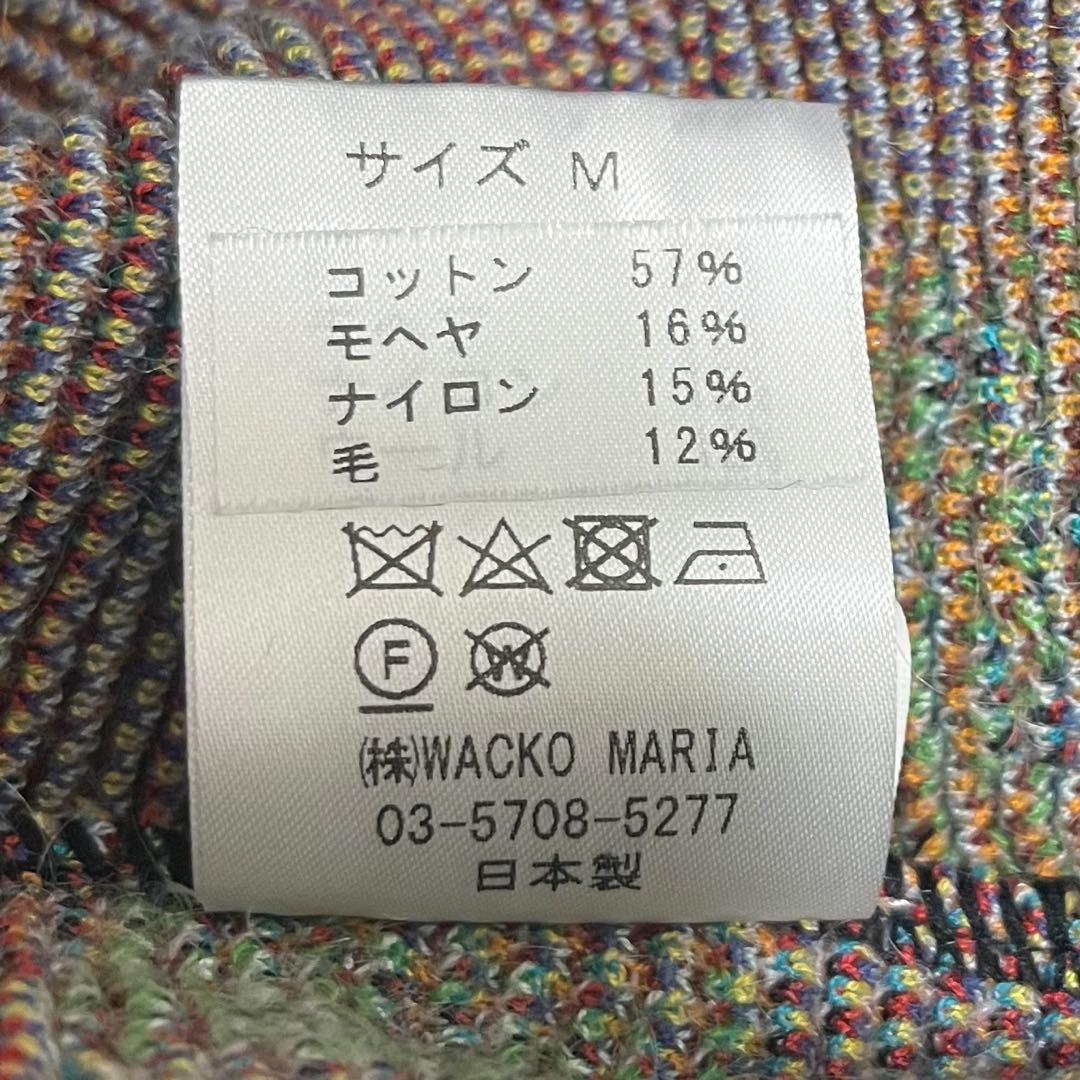 サイズ M
コットン 57%
モヘヤ 16%
ナイロン 15%
毛 12%
F W
㈱WACKO MARIA
03-5708-5277
日本製